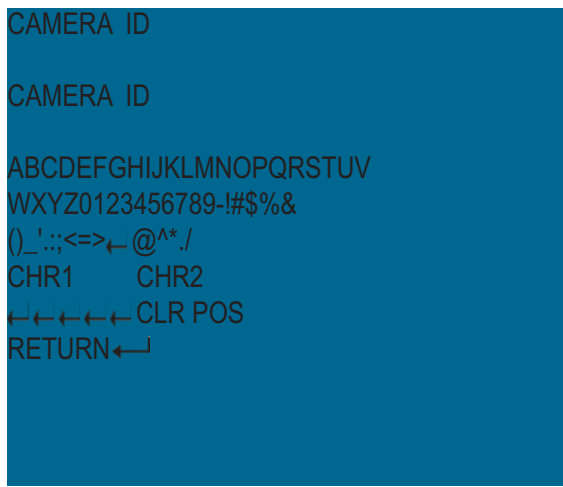 CAMERA ID
CAMERA ID
ABCDEFGHIJKLMNOPQRSTUV
WXYZ0123456789-!#$%&
()_'.:;<=>← @^*./
CHR1 CHR2
↵←←←←CLR POS
RETURN↵